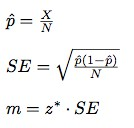 p̂ = X/N
SE = √(p̂(1−p̂)/N)
m = z* · SE